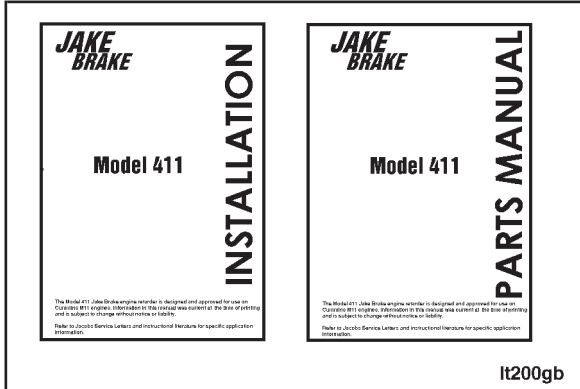 JAKE
BRAKE
Model 411
INSTALLATION
The Model 411 Jake Brake engine retarder is designed and approved for use on
Cummins M11 engines. Information in this manual was current at the time of printing
and is subject to change without notice or liability.
Refer to Jacobs Service Letters and instructional literature for specific application
information.
JAKE
BRAKE
Model 411
PARTS MANUAL
The Model 411 Jake Brake engine retarder is designed and approved for use on
Cummins M11 engines. Information in this manual was current at the time of printing
and is subject to change without notice or liability.
Refer to Jacobs Service Letters and instructional literature for specific application
information.
lt200gb